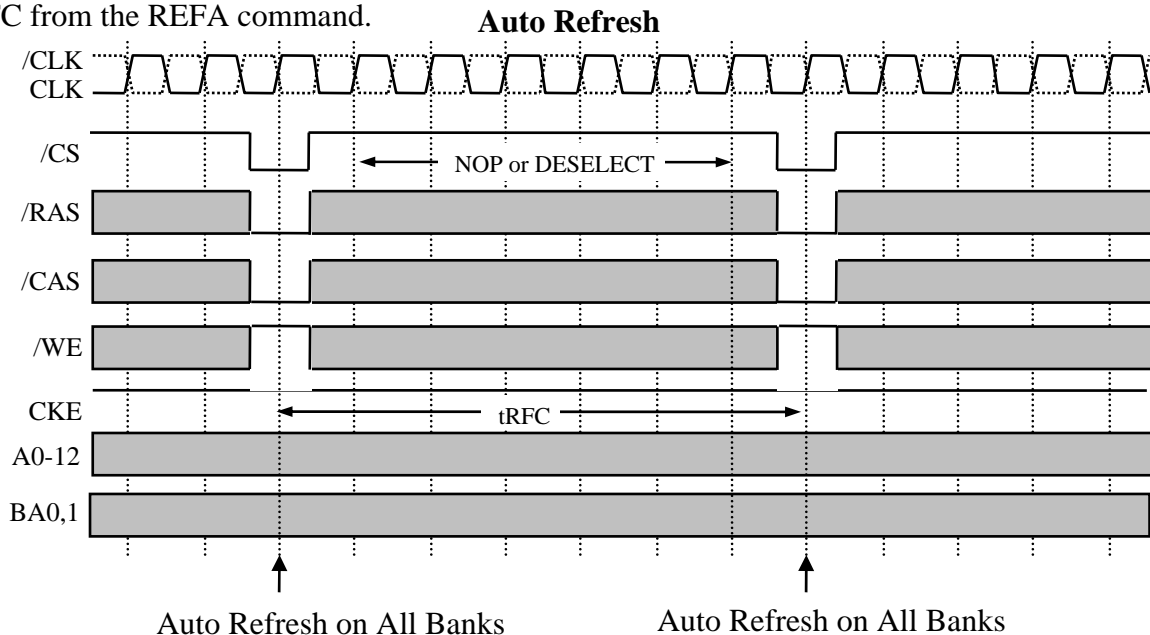 C from the REFA command.
Auto Refresh
/CLK
CLK
/CS
NOP or DESELECT
/RAS
/CAS
/WE
CKE
tRFC
A0-12
BA0,1
Auto Refresh on All Banks
Auto Refresh on All Banks